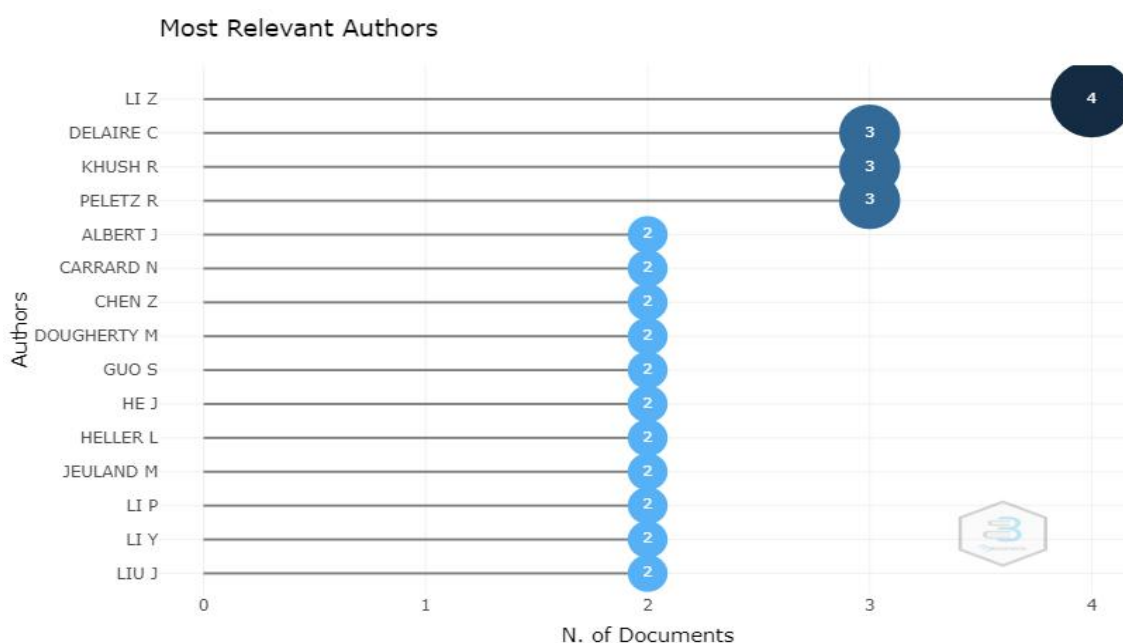 Most Relevant Authors
LI Z 4
DELAIRE C 3
KHUSH R 3
PELETZ R 3
ALBERT J 2
CARRARD N 2
CHEN Z 2
DOUGHERTY M 2
GUO S 2
HE J 2
HELLER L 2
JEULAND M 2
LI P 2
LI Y 2
LIU J 2
Authors
0 1 2 3 4
N. of Documents